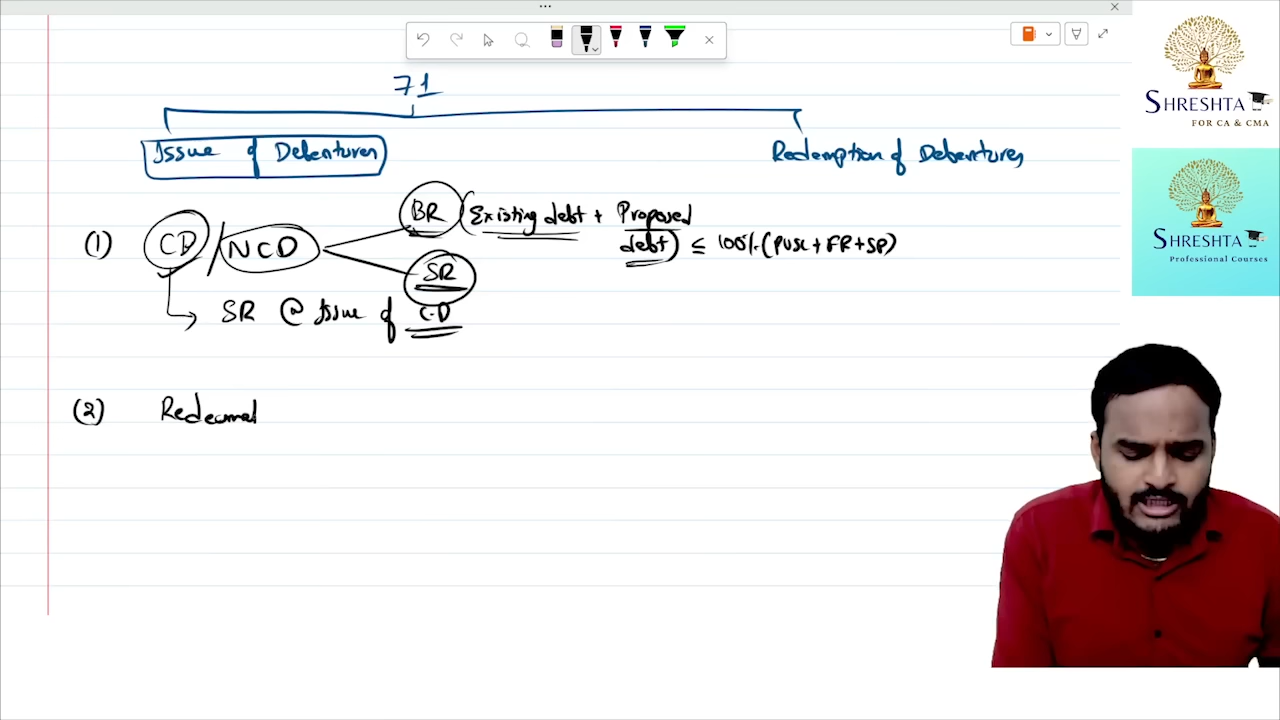 71
Issue of Debentures
Redemption of Debentures
(1) CD / NCD
BR (Existing debt + Proposed debt) ≤ 100% (PUSC + FR + SP)
SR
SR @ Issue of CD
(2) Redeemal
SHRESHTA
FOR CA & CMA
SHRESHTA
Professional Courses